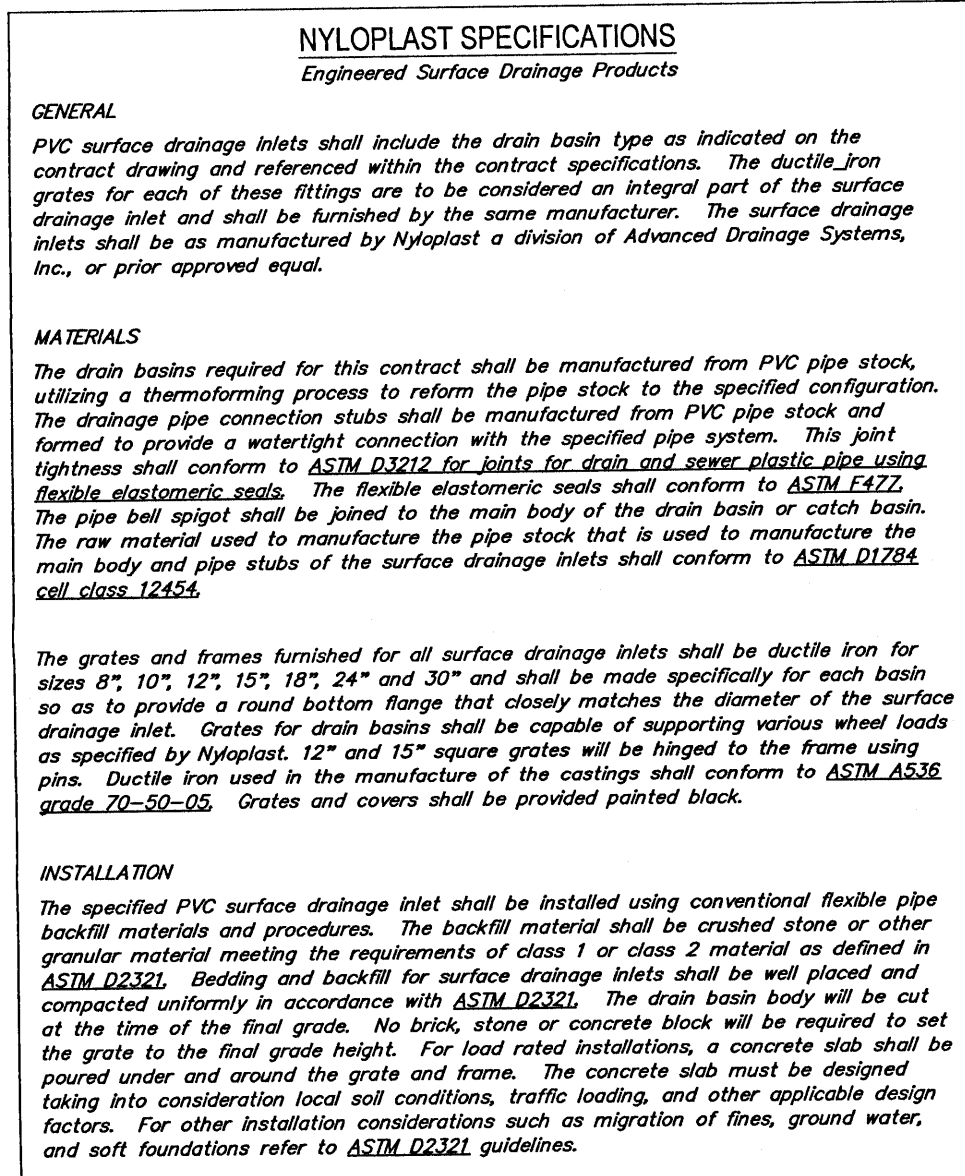 NYLOPLAST SPECIFICATIONS
Engineered Surface Drainage Products
GENERAL
PVC surface drainage inlets shall include the drain basin type as indicated on the
contract drawing and referenced within the contract specifications. The ductile_iron
grates for each of these fittings are to be considered an integral part of the surface
drainage inlet and shall be furnished by the same manufacturer. The surface drainage
inlets shall be as manufactured by Nyloplast a division of Advanced Drainage Systems,
Inc., or prior approved equal.
MATERIALS
The drain basins required for this contract shall be manufactured from PVC pipe stock,
utilizing a thermoforming process to reform the pipe stock to the specified configuration.
The drainage pipe connection stubs shall be manufactured from PVC pipe stock and
formed to provide a watertight connection with the specified pipe system. This joint
tightness shall conform to ASTM D3212 for joints for drain and sewer plastic pipe using
flexible elastomeric seals. The flexible elastomeric seals shall conform to ASTM F477.
The pipe bell spigot shall be joined to the main body of the drain basin or catch basin.
The raw material used to manufacture the pipe stock that is used to manufacture the
main body and pipe stubs of the surface drainage inlets shall conform to ASTM D1784
cell class 12454.
The grates and frames furnished for all surface drainage inlets shall be ductile iron for
sizes 8", 10", 12", 15", 18", 24" and 30" and shall be made specifically for each basin
so as to provide a round bottom flange that closely matches the diameter of the surface
drainage inlet. Grates for drain basins shall be capable of supporting various wheel loads
as specified by Nyloplast. 12" and 15" square grates will be hinged to the frame using
pins. Ductile iron used in the manufacture of the castings shall conform to ASTM A536
grade 70-50-05. Grates and covers shall be provided painted black.
INSTALLATION
The specified PVC surface drainage inlet shall be installed using conventional flexible pipe
backfill materials and procedures. The backfill material shall be crushed stone or other
granular material meeting the requirements of class 1 or class 2 material as defined in
ASTM D2321. Bedding and backfill for surface drainage inlets shall be well placed and
compacted uniformly in accordance with ASTM D2321. The drain basin body will be cut
at the time of the final grade. No brick, stone or concrete block will be required to set
the grate to the final grade height. For load rated installations, a concrete slab shall be
poured under and around the grate and frame. The concrete slab must be designed
taking into consideration local soil conditions, traffic loading, and other applicable design
factors. For other installation considerations such as migration of fines, ground water,
and soft foundations refer to ASTM D2321 guidelines.